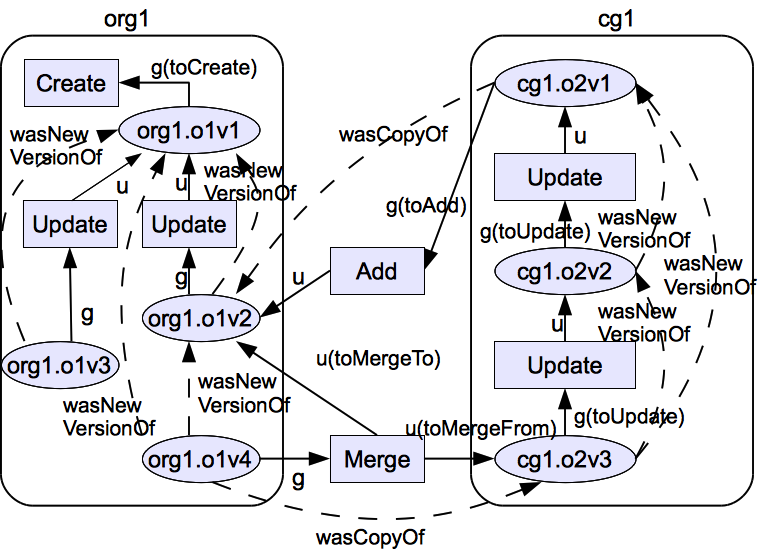 org1
cg1
Create
g(toCreate)
org1.o1v1
cg1.o2v1
wasNew
VersionOf
wasCopyOf
u
u
wasNew
VersionOf
u
Update
Update
Update
g(toAdd)
g(toUpdate)
wasNew
VersionOf
g
g
u
Add
cg1.o2v2
wasNew
VersionOf
org1.o1v2
u
wasNew
VersionOf
org1.o1v3
u(toMergeTo)
Update
wasNew
VersionOf
wasNew
VersionOf
u(toMergeFrom)
g(toUpdate)
org1.o1v4
g
Merge
cg1.o2v3
wasCopyOf